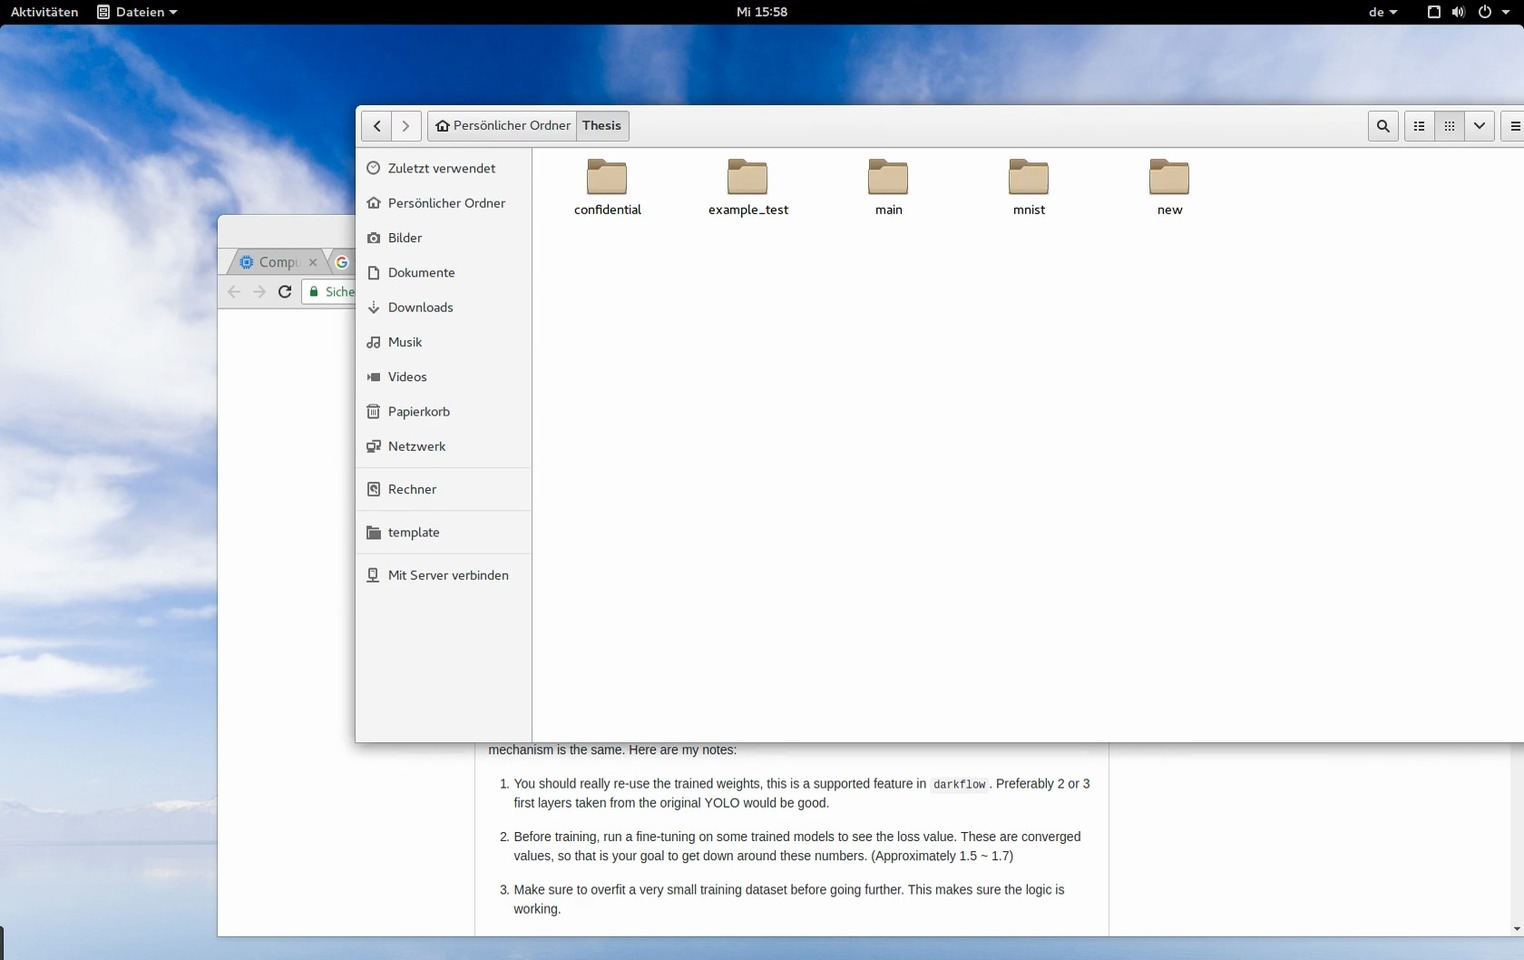 Aktivitäten Dateien Mi 15:58 de
Persönlicher Ordner Thesis
Zuletzt verwendet
Persönlicher Ordner
Bilder
Dokumente
Downloads
Musik
Videos
Papierkorb
Netzwerk
Rechner
template
Mit Server verbinden
confidential example_test main mnist new
Compu
Siche
mechanism is the same. Here are my notes:
1. You should really re-use the trained weights, this is a supported feature in darkflow. Preferably 2 or 3
first layers taken from the original YOLO would be good.
2. Before training, run a fine-tuning on some trained models to see the loss value. These are converged
values, so that is your goal to get down around these numbers. (Approximately 1.5 ~ 1.7)
3. Make sure to overfit a very small training dataset before going further. This makes sure the logic is
working.